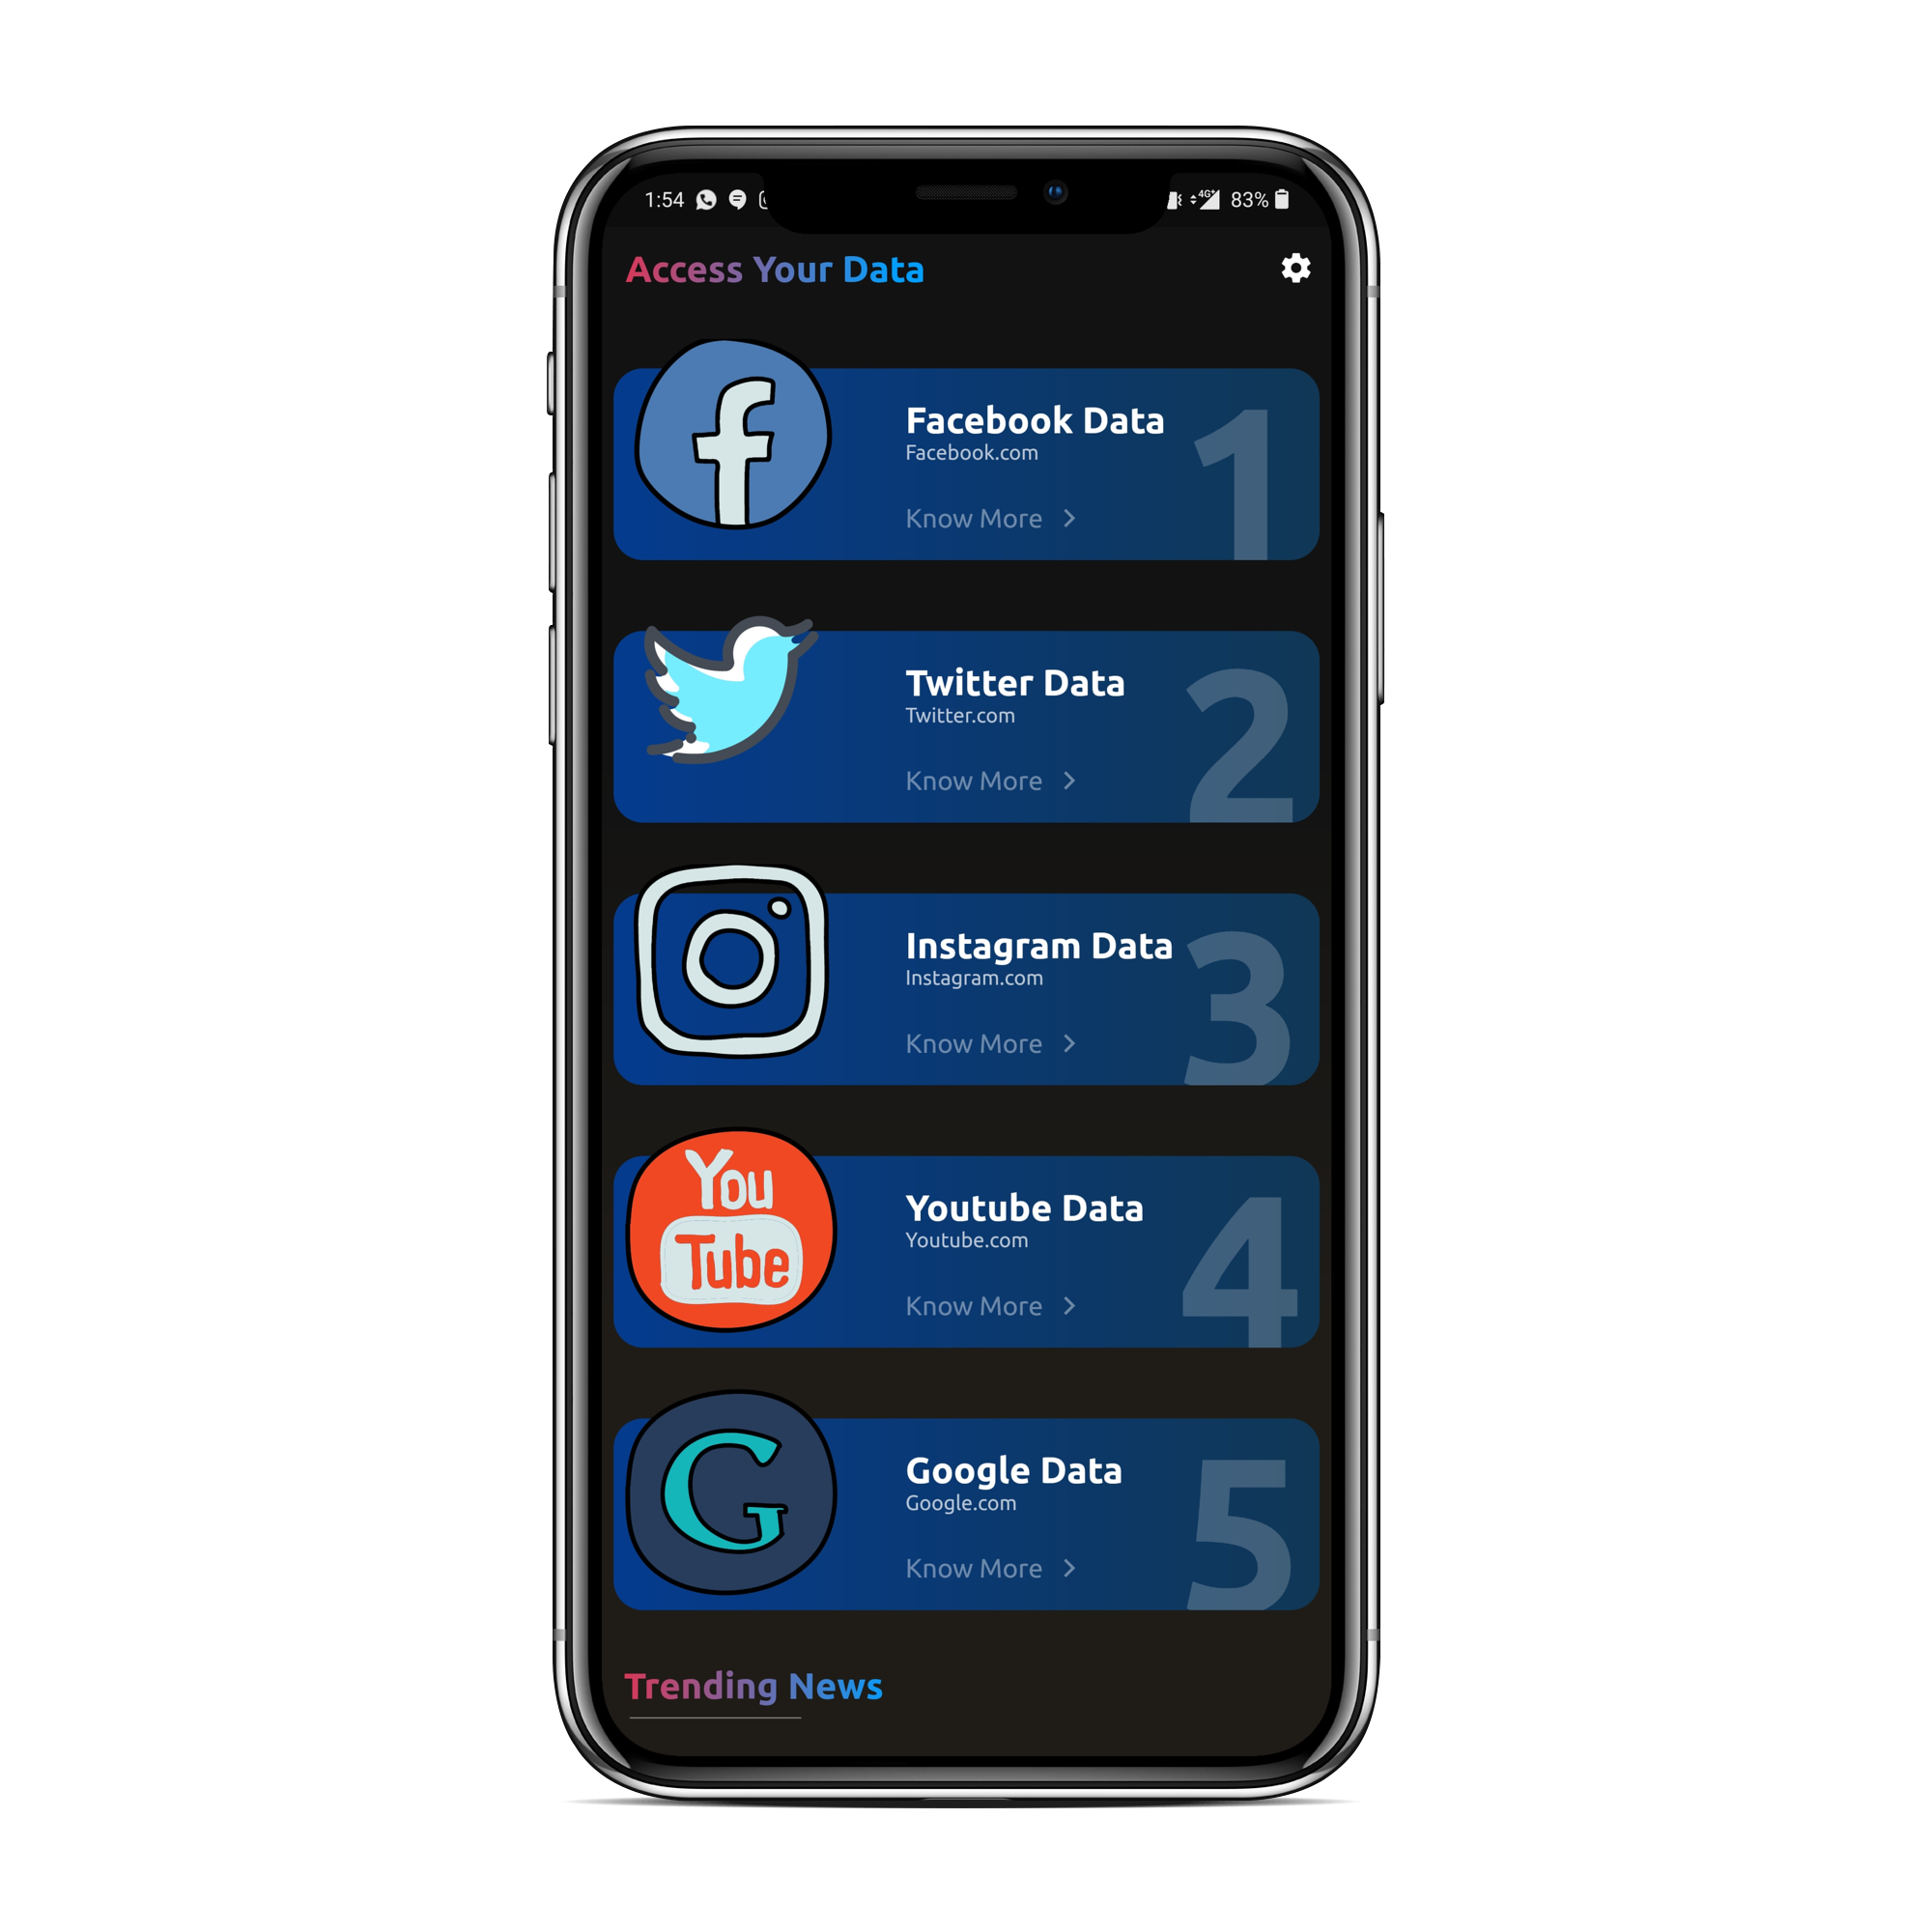 1:54 4G+ 83%
Access Your Data
f
Facebook Data
Facebook.com
Know More
1
Twitter Data
Twitter.com
Know More
2
Instagram Data
Instagram.com
Know More
3
You
Tube
Youtube Data
Youtube.com
Know More
4
G
Google Data
Google.com
Know More
5
Trending News